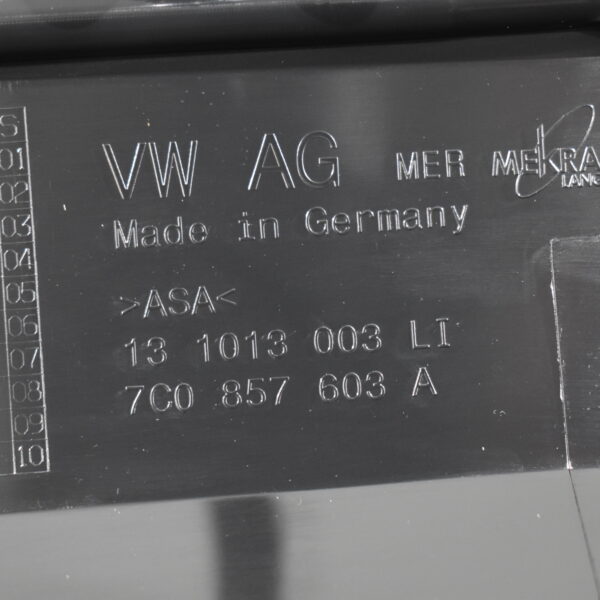 VW AG MER MEKRA
LANG
Made in Germany
>ASA<
13 1013 003 LI
7C0 857 603 A
S
01
02
03
04
05
06
07
08
09
10